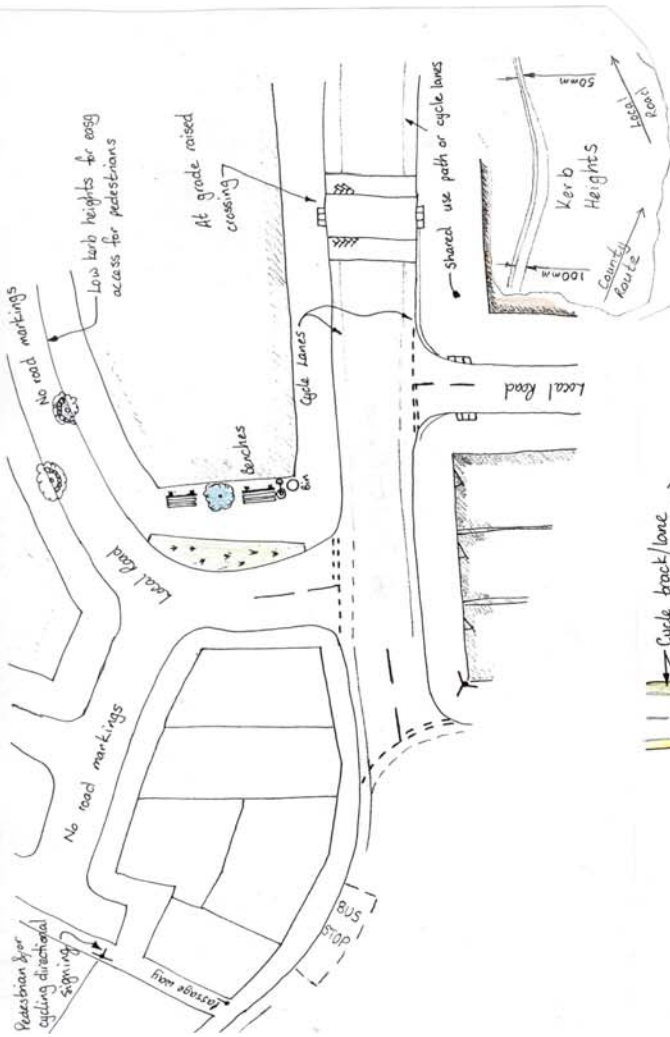 Pedestrian &/or
cycling directional
signing
No road markings
Low kerb heights for easy
access for pedestrians
No road markings
Local Road
Passage way
BUS
STOP
Benches
Bin
At grade raised
crossing
Cycle Lanes
Shared use path or cycle lanes
Local Road
Kerb
Heights
100mm
50mm
County
Route
Local
Road
Cycle track/lane